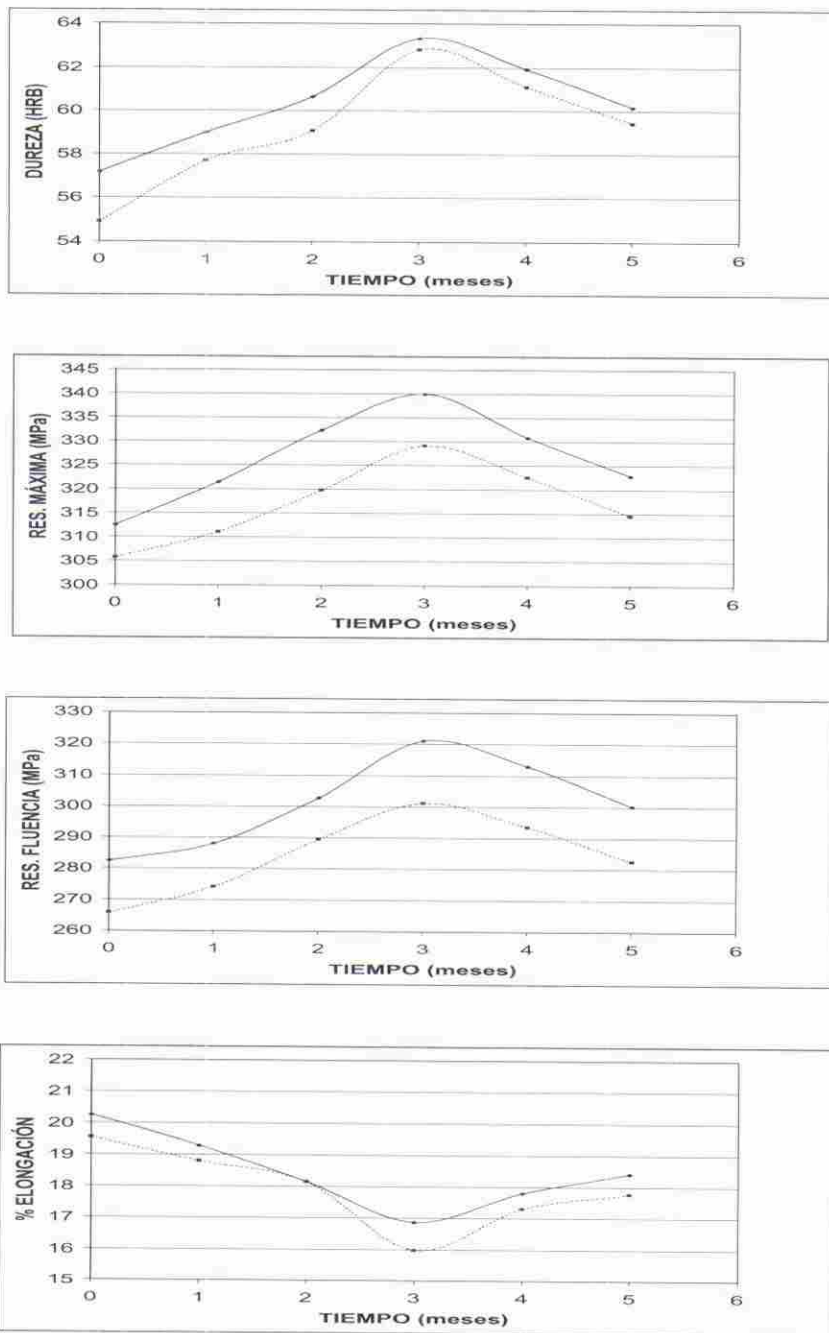 DUREZA (HRB)
64
62
60
58
56
54
0 1 2 3 4 5 6
TIEMPO (meses)
RES. MÁXIMA (MPa)
345
340
335
330
325
320
315
310
305
300
0 1 2 3 4 5 6
TIEMPO (meses)
RES. FLUENCIA (MPa)
330
320
310
300
290
280
270
260
0 1 2 3 4 5 6
TIEMPO (meses)
% ELONGACIÓN
22
21
20
19
18
17
16
15
0 1 2 3 4 5 6
TIEMPO (meses)